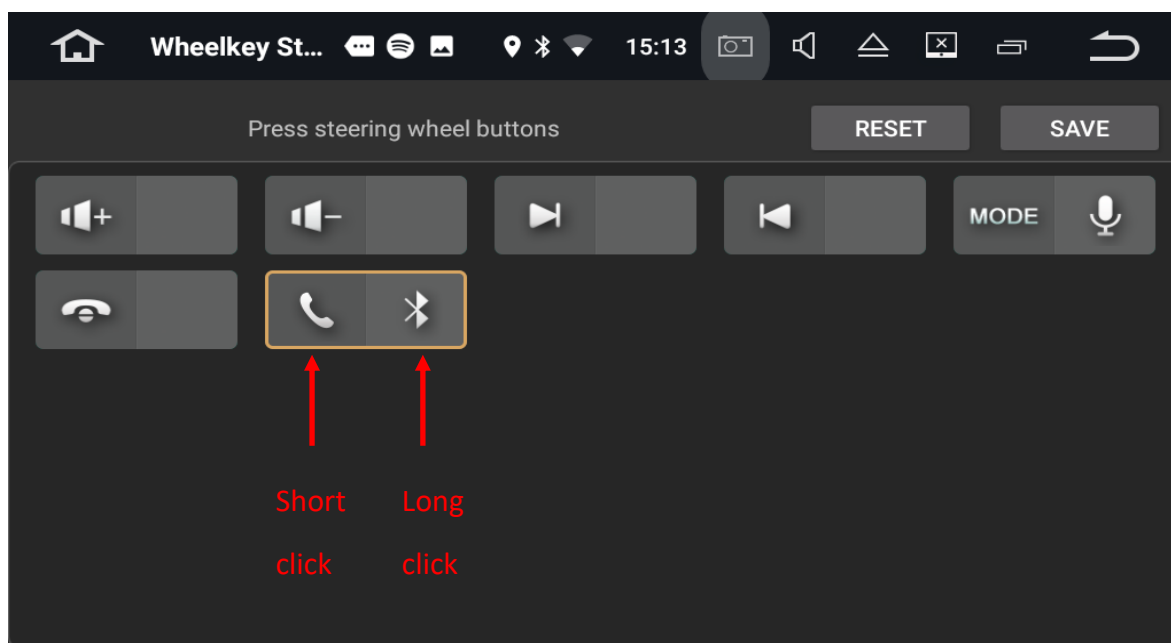 Wheelkey St... 15:13
Press steering wheel buttons RESET SAVE
MODE
Short Long
click click